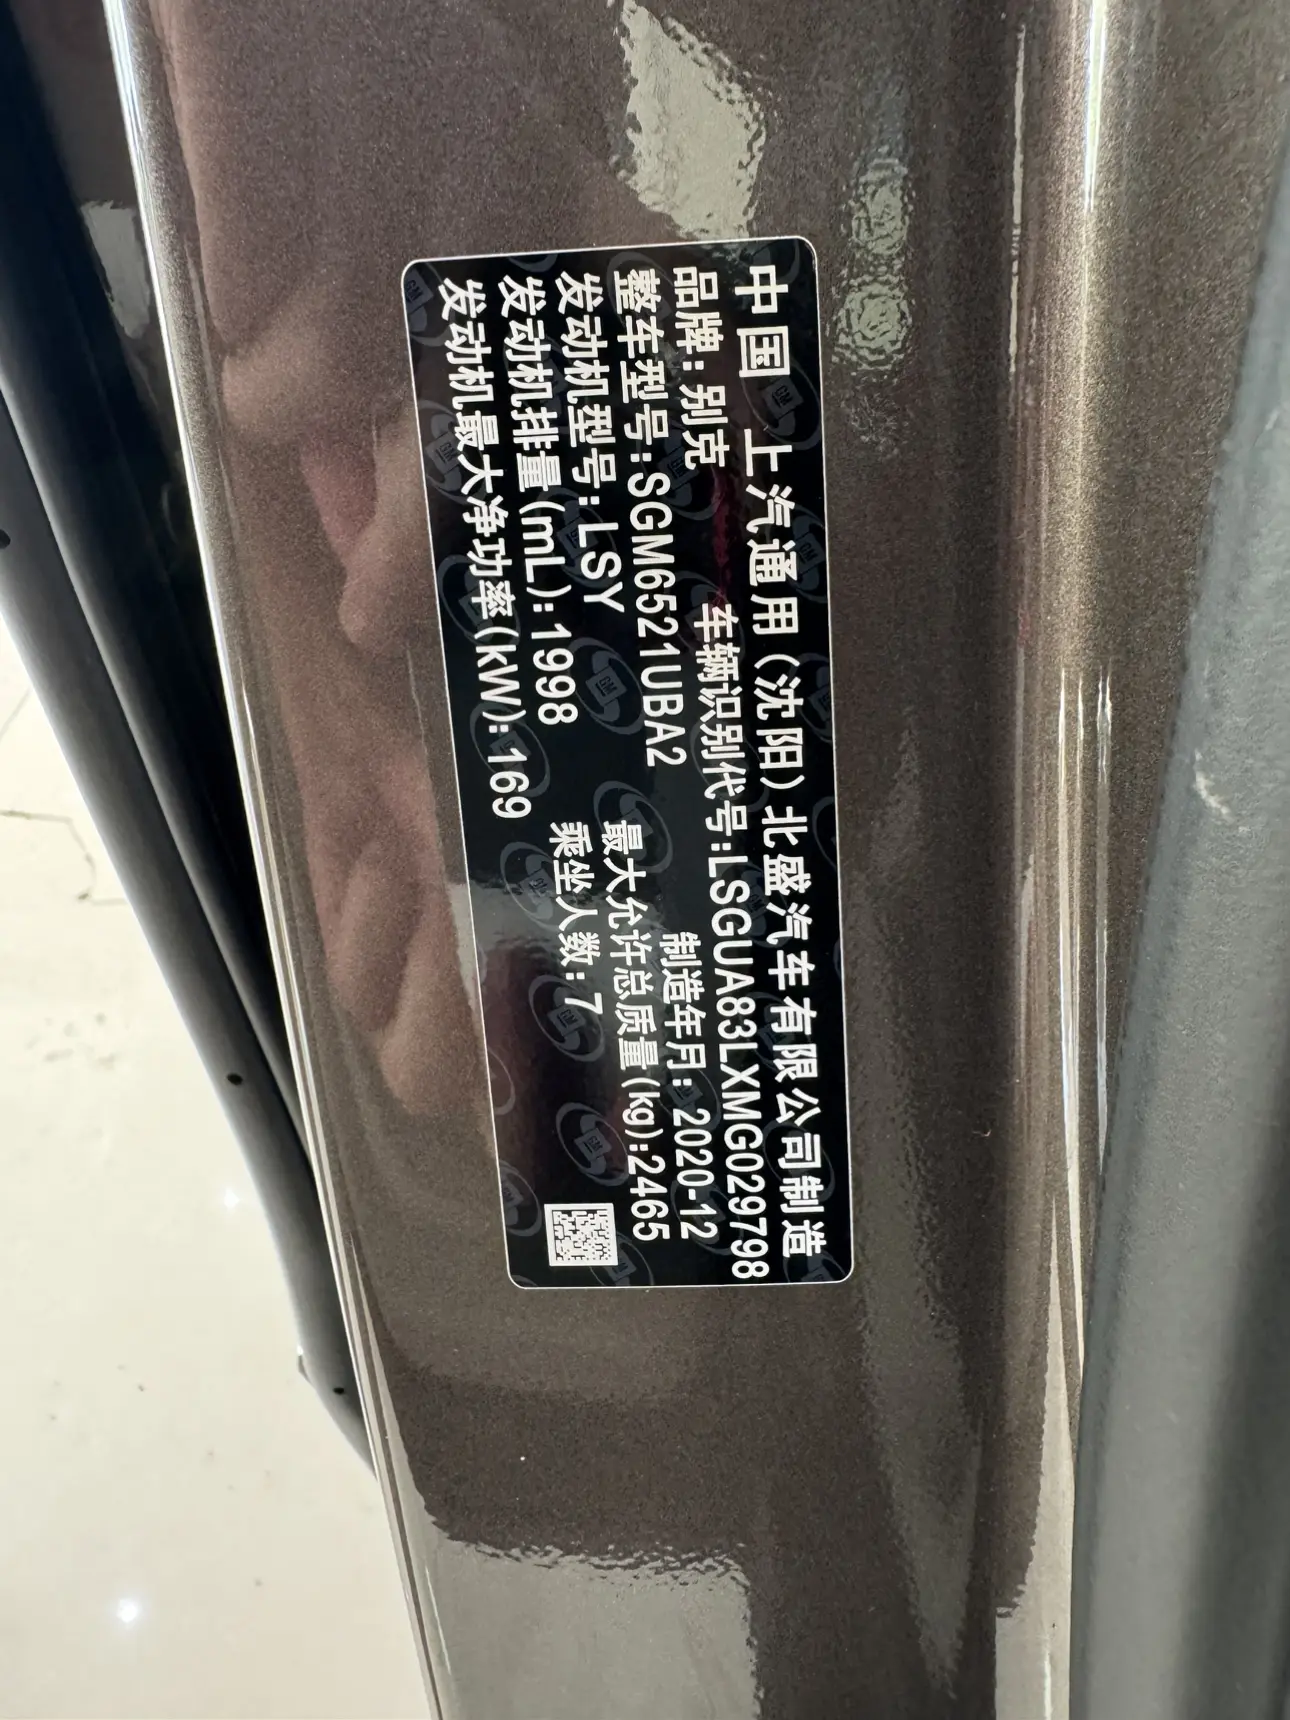 中国 上汽通用(沈阳)北盛汽车有限公司制造
品牌:别克 车辆识别代号:LSGUA83LXMG029798
整车型号:SGM6521UBA2 制造年月:2020-12
发动机型号:LSY 最大允许总质量(kg):2465
发动机排量(mL):1998 乘坐人数:7
发动机最大净功率(kW):169